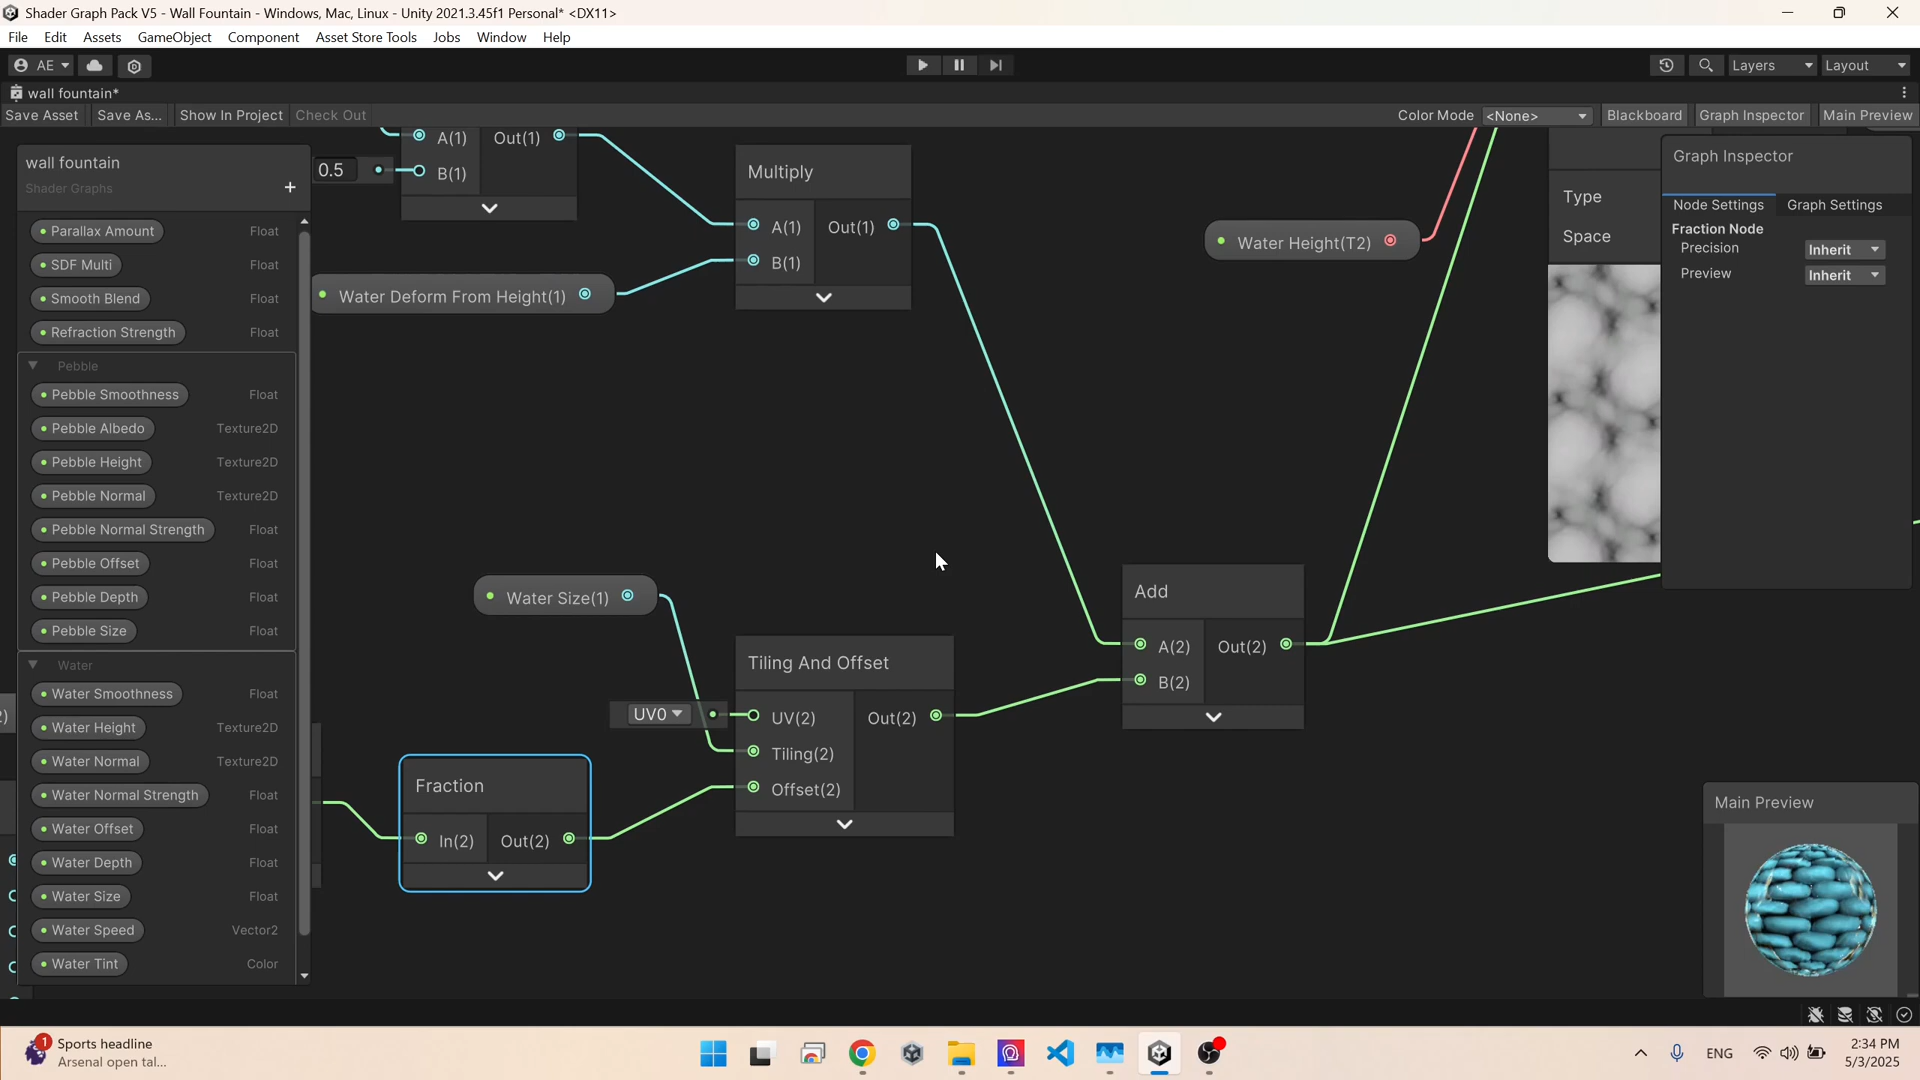 Shader Graph Pack V5 - Wall Fountain - Windows, Mac, Linux - Unity 2021.3.45f1 Personal* <DX11>
File Edit Assets GameObject Component Asset Store Tools Jobs Window Help
AE Layers Layout
wall fountain*
Save Asset Save As... Show In Project Check Out Color Mode <None> Blackboard Graph Inspector Main Preview
wall fountain
Shader Graphs
+
Parallax Amount Float
SDF Multi Float
Smooth Blend Float
Refraction Strength Float
Pebble
Pebble Smoothness Float
Pebble Albedo Texture2D
Pebble Height Texture2D
Pebble Normal Texture2D
Pebble Normal Strength Float
Pebble Offset Float
Pebble Depth Float
Pebble Size Float
Water
Water Smoothness Float
Water Height Texture2D
Water Normal Texture2D
Water Normal Strength Float
Water Offset Float
Water Depth Float
Water Size Float
Water Speed Vector2
Water Tint Color
A(1) Out(1)
0.5 B(1)
Multiply
A(1) Out(1)
B(1)
Water Deform From Height(1)
Water Height(T2)
Type
Space
Graph Inspector
Node Settings Graph Settings
Fraction Node
Precision Inherit
Preview Inherit
Water Size(1)
Tiling And Offset
UV0 UV(2) Out(2)
Tiling(2)
Offset(2)
Add
A(2) Out(2)
B(2)
Fraction
In(2) Out(2)
2)
Main Preview
1 Sports headline
Arsenal open tal...
ENG
2:34 PM
5/3/2025